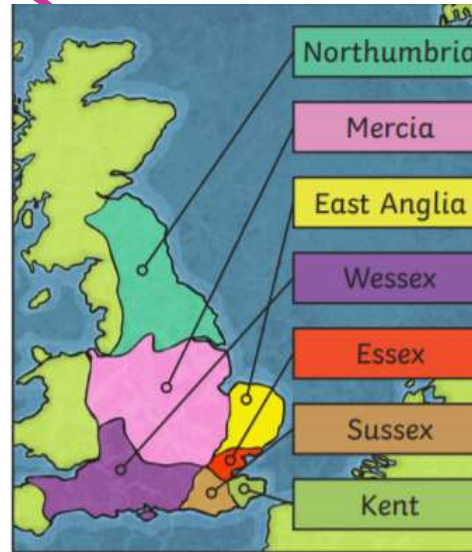 Northumbria
Mercia
East Anglia
Wessex
Essex
Sussex
Kent